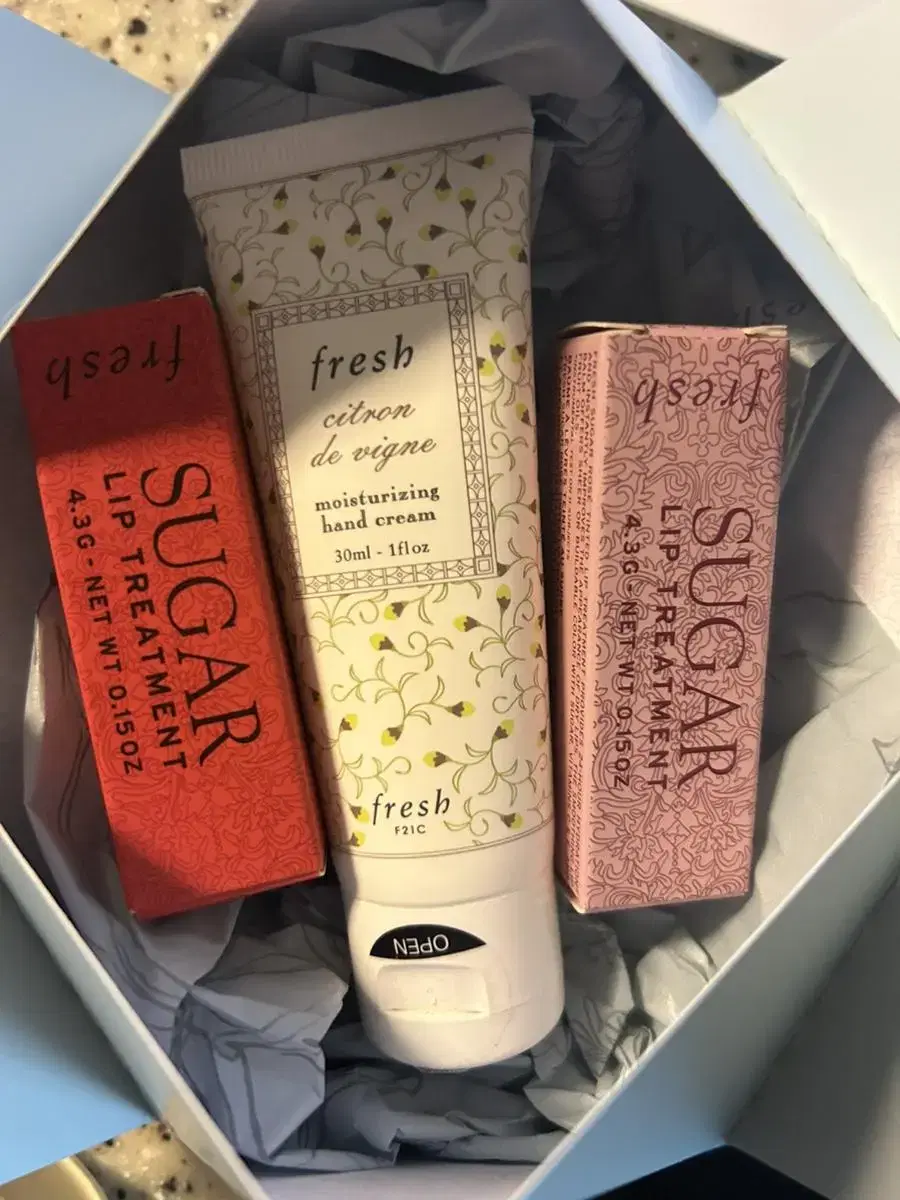 fresh
SUGAR
LIP TREATMENT
4.3G - NET WT 0.15OZ
fresh
citron
de vigne
moisturizing
hand cream
30ml - 1fl oz
fresh
F21C
OPEN
fresh
SUGAR
LIP TREATMENT
4.3G - NET WT 0.15OZ